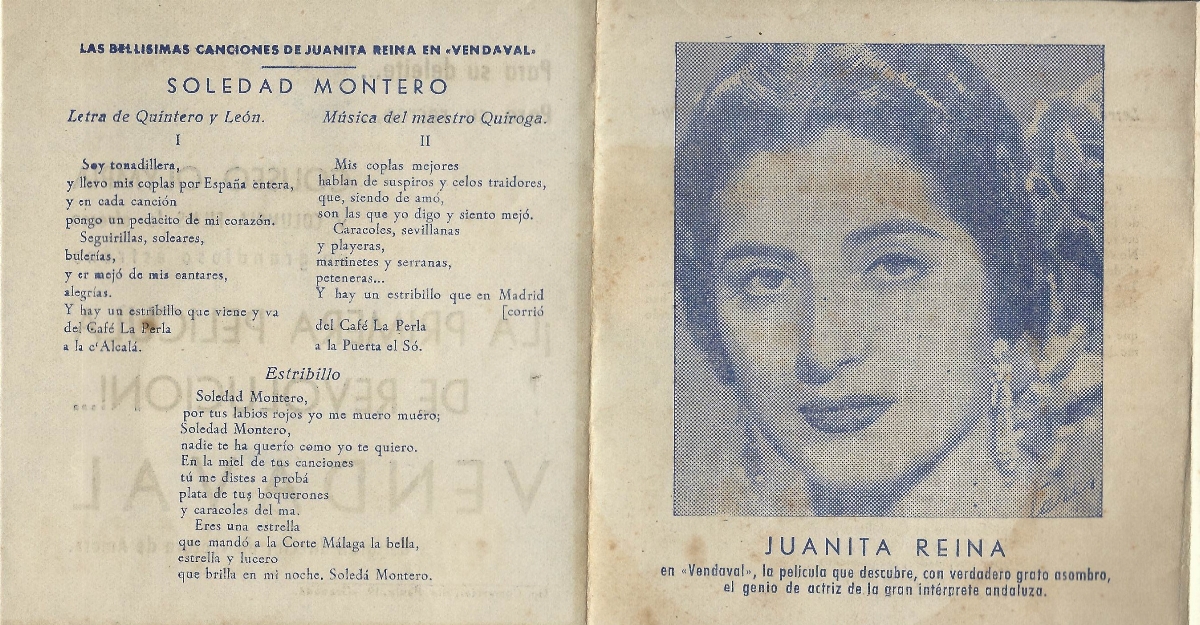 LAS BELLISIMAS CANCIONES DE JUANITA REINA EN «VENDAVAL»
SOLEDAD MONTERO
Letra de Quintero y León.
Música del maestro Quiroga.
I
Soy tonadillera,
y llevo mis coplas por España entera,
y en cada canción
pongo un pedacito de mi corazón.
Seguirillas, soleares,
bulerías,
y er mejó de mis cantares,
alegrías.
Y hay un estribillo que viene y va
del Café La Perla
a la c'Alcalá.
II
Mis coplas mejores
hablan de suspiros y celos traidores,
que, siendo de amó,
son las que yo digo y siento mejó.
Caracoles, sevillanas
y playeras,
martinetes y serranas,
peteneras...
Y hay un estribillo que en Madrid
[corrió
del Café La Perla
a la Puerta el Só.
Estribillo
Soledad Montero,
por tus labios rojos yo me muero muéro;
Soledad Montero,
nadie te ha querío como yo te quiero.
En la miel de tus canciones
tú me distes a probá
plata de tus boquerones
y caracoles del ma.
Eres una estrella
que mandó a la Corte Málaga la bella,
estrella y lucero
que brilla en mi noche, Soledá Montero.
JUANITA REINA
en «Vendaval», la película que descubre, con verdadero grato asombro,
el genio de actriz de la gran intérprete andaluza.